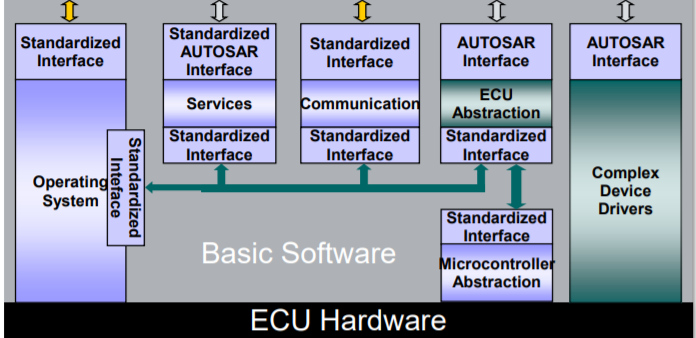 Standardized
Interface
Operating
System
Standardized
Interface
Standardized
AUTOSAR
Interface
Services
Standardized
Interface
Standardized
Interface
Communication
Standardized
Interface
AUTOSAR
Interface
ECU
Abstraction
Standardized
Interface
Standardized
Interface
Microcontroller
Abstraction
AUTOSAR
Interface
Complex
Device
Drivers
Basic Software
ECU Hardware